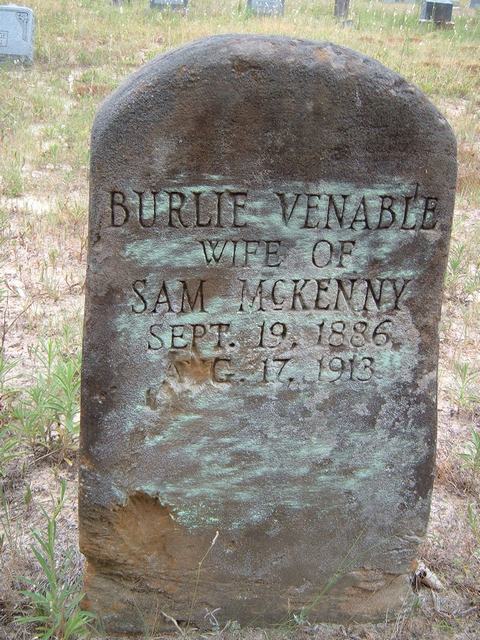 BURLIE VENABLE
WIFE OF
SAM McKENNY
SEPT. 19, 1886
G. 17, 1913